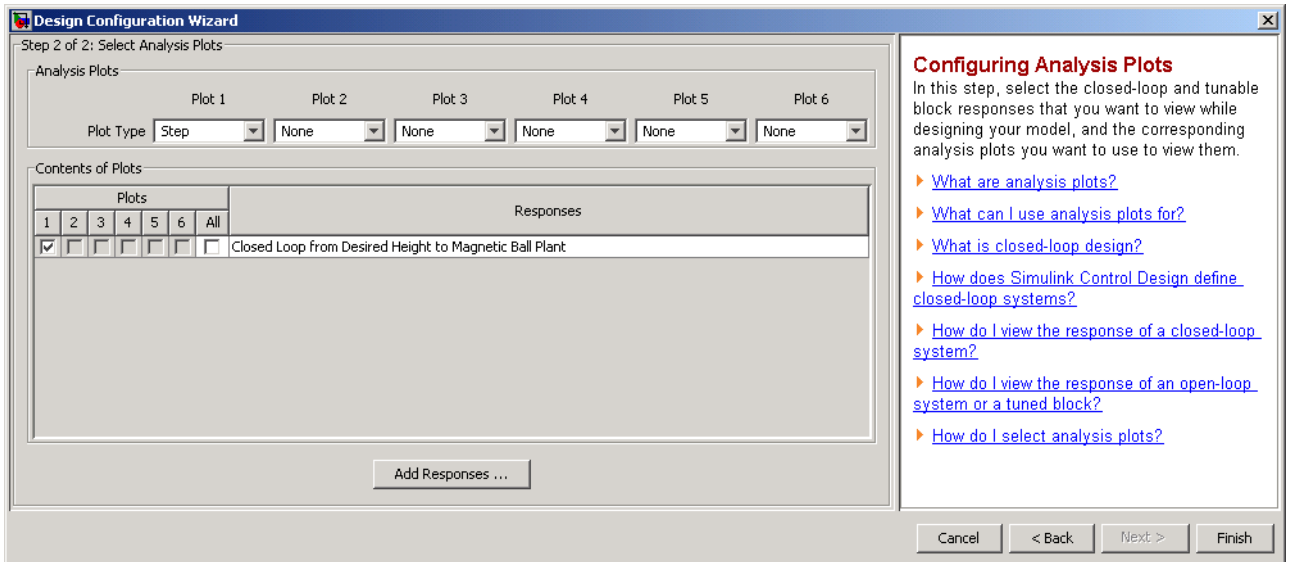 Design Configuration Wizard
Step 2 of 2: Select Analysis Plots
Analysis Plots
Plot 1 Plot 2 Plot 3 Plot 4 Plot 5 Plot 6
Plot Type Step None None None None None
Contents of Plots
Plots
Responses
1 2 3 4 5 6 All
Closed Loop from Desired Height to Magnetic Ball Plant
Add Responses ...
Configuring Analysis Plots
In this step, select the closed-loop and tunable
block responses that you want to view while
designing your model, and the corresponding
analysis plots you want to use to view them.
What are analysis plots?
What can I use analysis plots for?
What is closed-loop design?
How does Simulink Control Design define
closed-loop systems?
How do I view the response of a closed-loop
system?
How do I view the response of an open-loop
system or a tuned block?
How do I select analysis plots?
Cancel < Back Next > Finish